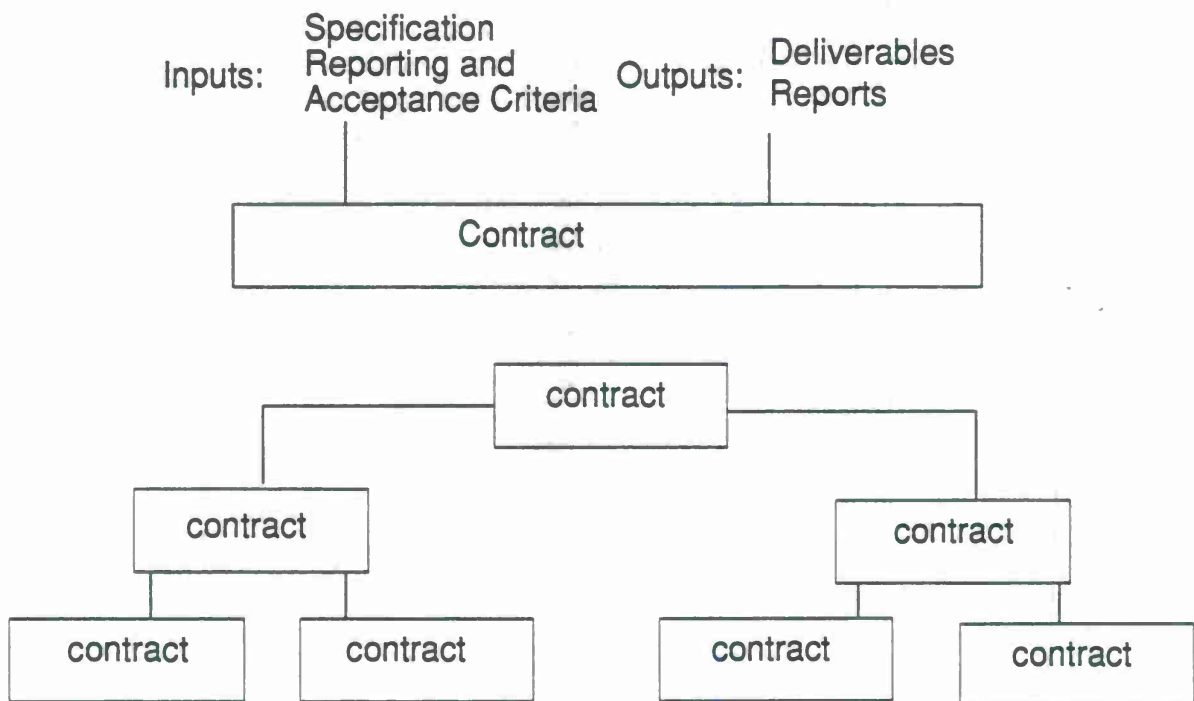 Inputs:
Specification
Reporting and
Acceptance Criteria
Outputs:
Deliverables
Reports
Contract
contract
contract
contract
contract
contract
contract
contract